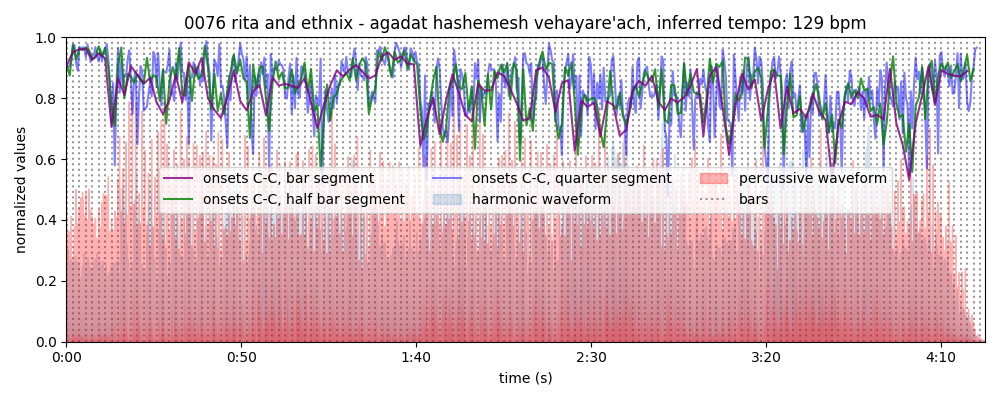 0076 rita and ethnix - agadat hashemesh vehayare'ach, inferred tempo: 129 bpm
normalized values
1.0
0.8
0.6
0.4
0.2
0.0
onsets C-C, bar segment
onsets C-C, half bar segment
onsets C-C, quarter segment
harmonic waveform
percussive waveform
bars
0:00 0:50 1:40 2:30 3:20 4:10
time (s)